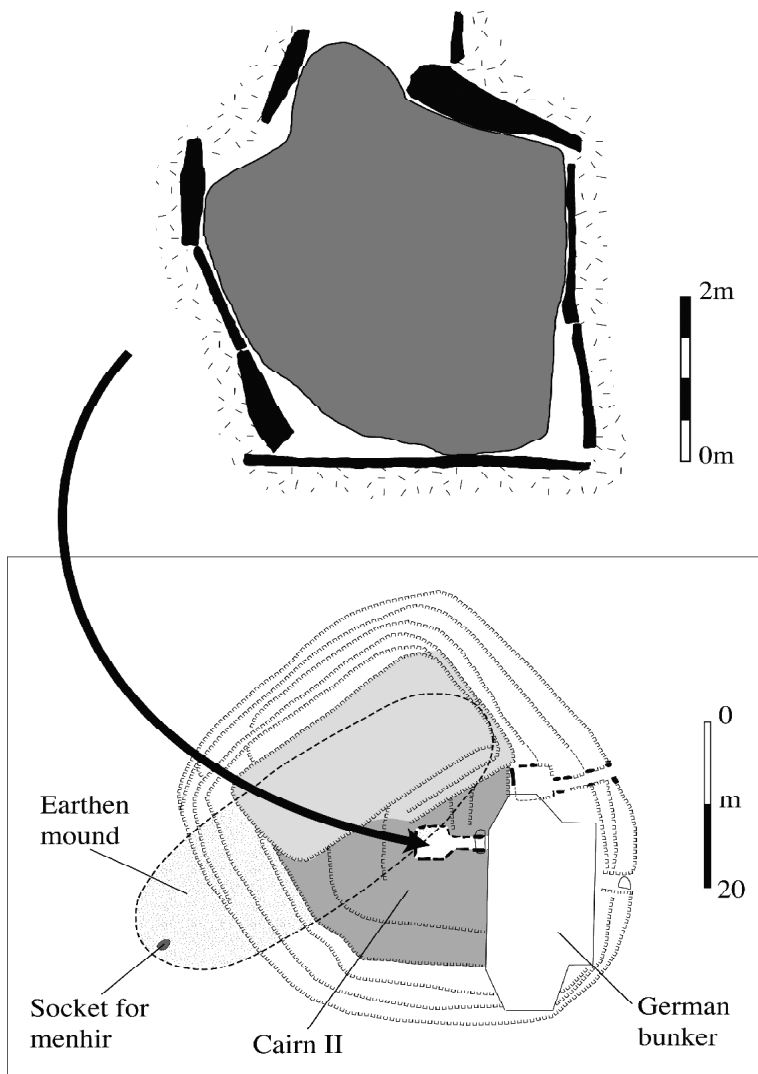 2m
0m
0
m
20
Earthen
mound
Socket for
menhir
Cairn II
German
bunker